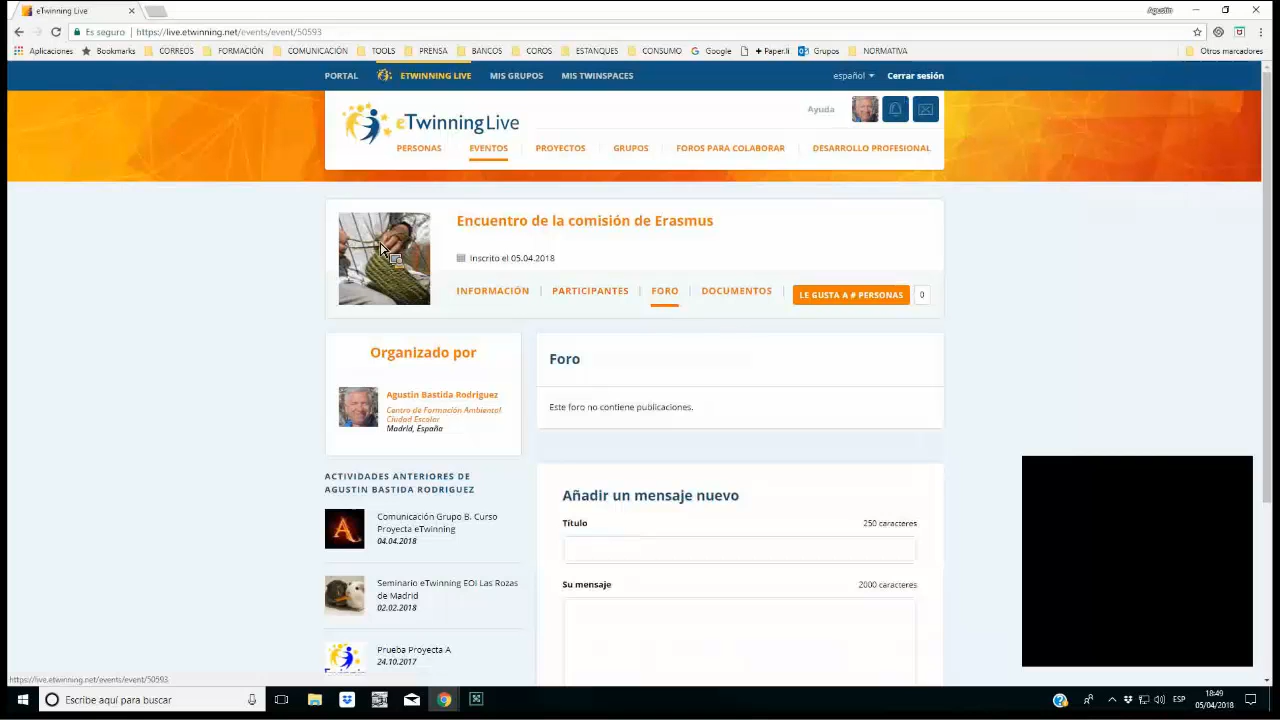 eTwinning Live
Agustin
Es seguro
https://live.etwinning.net/events/event/50593
Aplicaciones
Bookmarks
CORREOS
FORMACIÓN
COMUNICACIÓN
TOOLS
PRENSA
BANCOS
COROS
ESTANQUES
CONSUMO
Google
+ Paper.li
Grupos
NORMATIVA
Otros marcadores
PORTAL
ETWINNING LIVE
MIS GRUPOS
MIS TWINSPACES
español
Cerrar sesión
eTwinning Live
Ayuda
PERSONAS
EVENTOS
PROYECTOS
GRUPOS
FOROS PARA COLABORAR
DESARROLLO PROFESIONAL
Encuentro de la comisión de Erasmus
Inscrito el 05.04.2018
INFORMACIÓN
PARTICIPANTES
FORO
DOCUMENTOS
LE GUSTA A # PERSONAS
0
Organizado por
Agustin Bastida Rodriguez
Centro de Formación Ambiental
Ciudad Escolar
Madrid, España
Foro
Este foro no contiene publicaciones.
ACTIVIDADES ANTERIORES DE
AGUSTIN BASTIDA RODRIGUEZ
Comunicación Grupo B. Curso
Proyecta eTwinning
04.04.2018
Seminario eTwinning EOI Las Rozas
de Madrid
02.02.2018
Prueba Proyecta A
24.10.2017
Añadir un mensaje nuevo
Título
250 caracteres
Su mensaje
2000 caracteres
https://live.etwinning.net/events/event/50593
Escribe aquí para buscar
ESP
18:49
05/04/2018